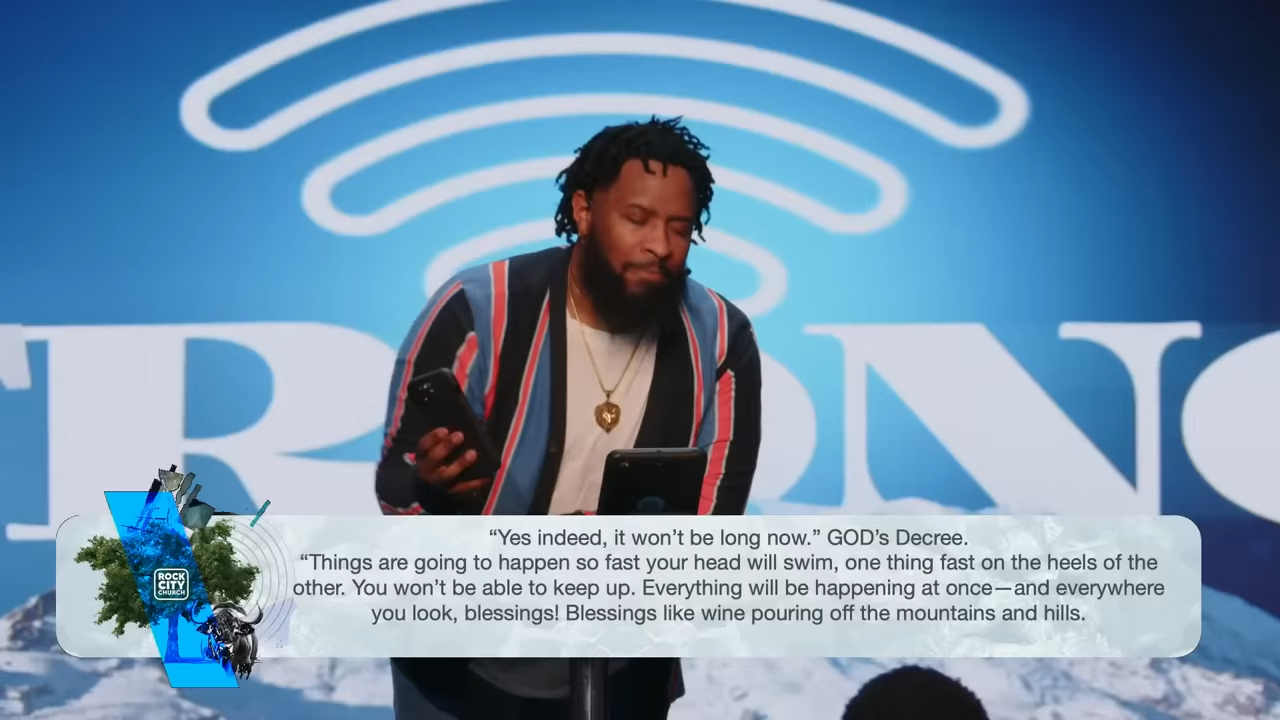 RONG
“Yes indeed, it won’t be long now.” GOD’s Decree.
“Things are going to happen so fast your head will swim, one thing fast on the heels of the
other. You won’t be able to keep up. Everything will be happening at once—and everywhere
you look, blessings! Blessings like wine pouring off the mountains and hills.
ROCK
CITY
CHURCH